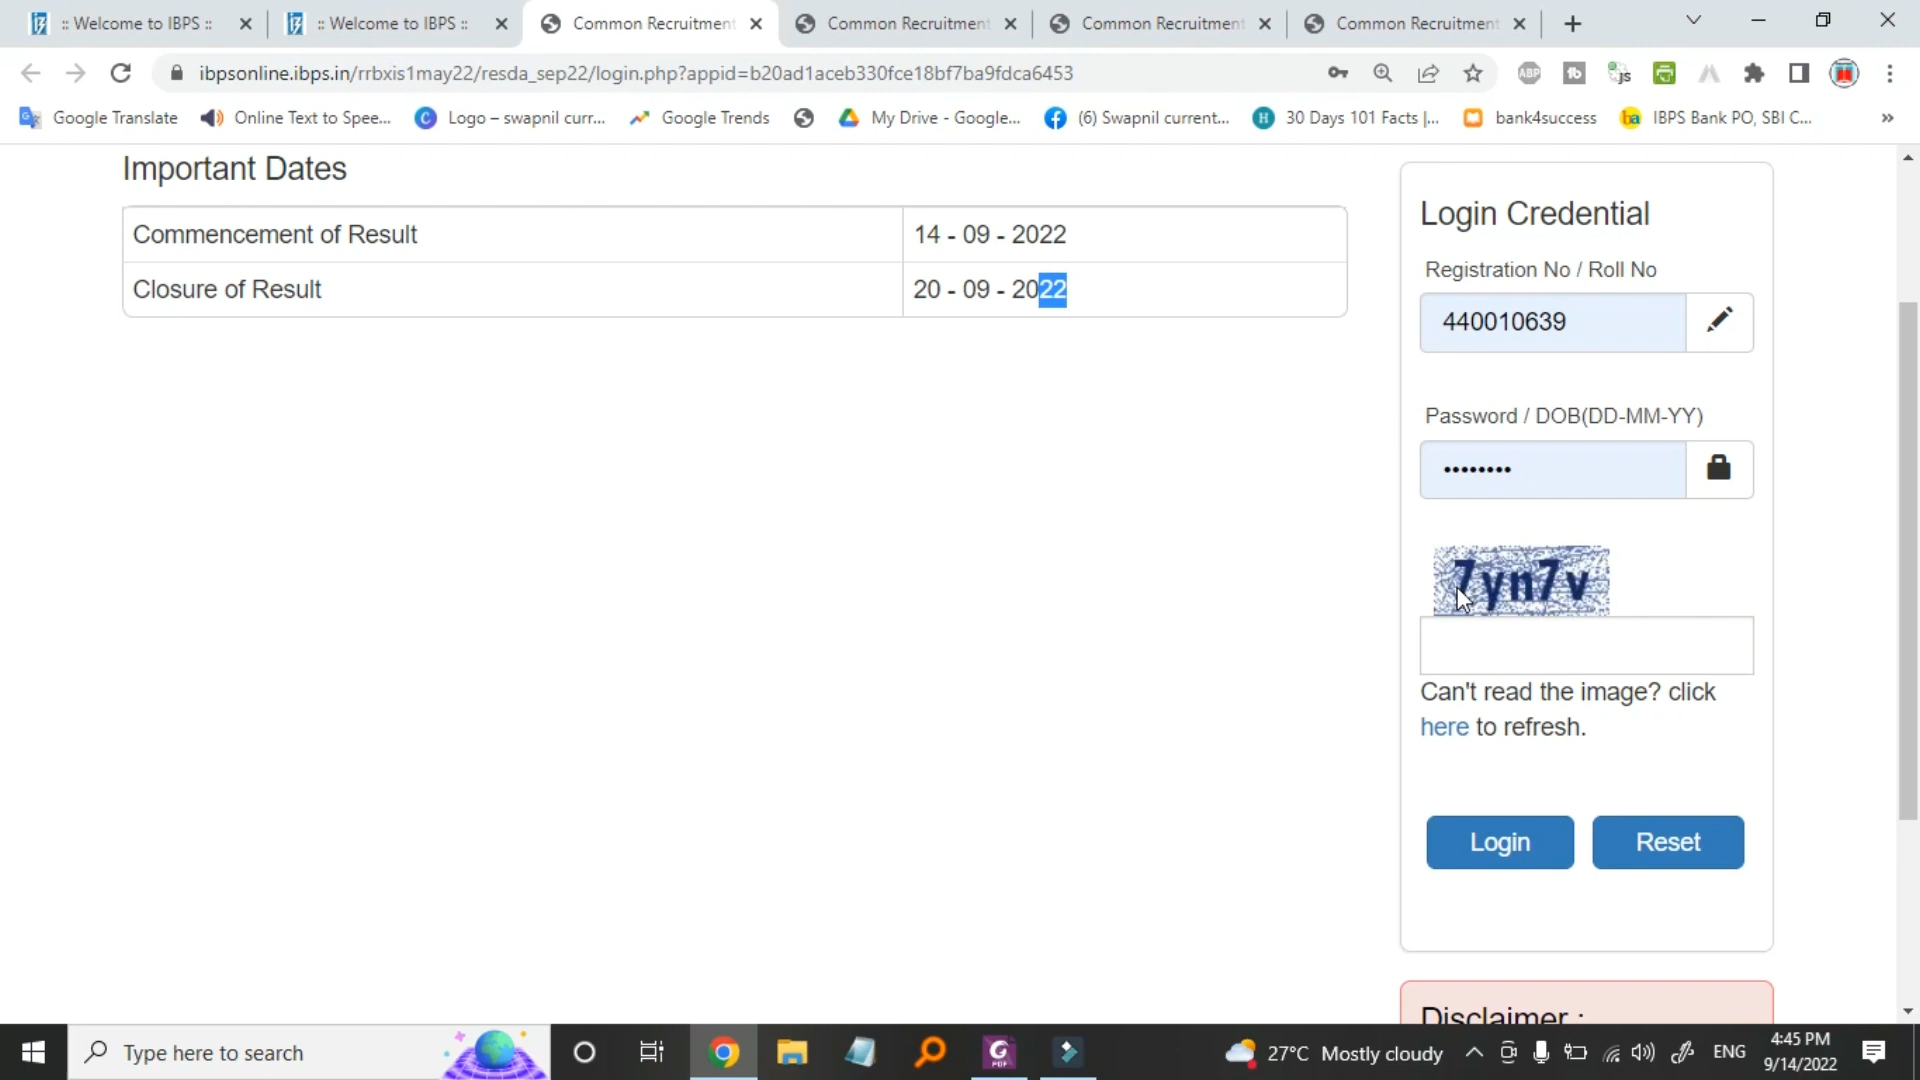 :: Welcome to IBPS ::
:: Welcome to IBPS ::
Common Recruitment
Common Recruitment
Common Recruitment
Common Recruitment
ibpsonline.ibps.in/rrbxis1may22/resda_sep22/login.php?appid=b20ad1aceb330fce18bf7ba9fdca6453
ABP
tb
js
Google Translate
Online Text to Spee...
Logo – swapnil curr...
Google Trends
My Drive - Google...
(6) Swapnil current...
30 Days 101 Facts |...
bank4success
IBPS Bank PO, SBI C...
»
Important Dates
Commencement of Result 14 - 09 - 2022
Closure of Result 20 - 09 - 2022
Login Credential
Registration No / Roll No
440010639
Password / DOB(DD-MM-YY)
••••••••
7yn7v
Can't read the image? click
here to refresh.
Login Reset
Disclaimer :
Type here to search
27°C Mostly cloudy
ENG
4:45 PM
9/14/2022